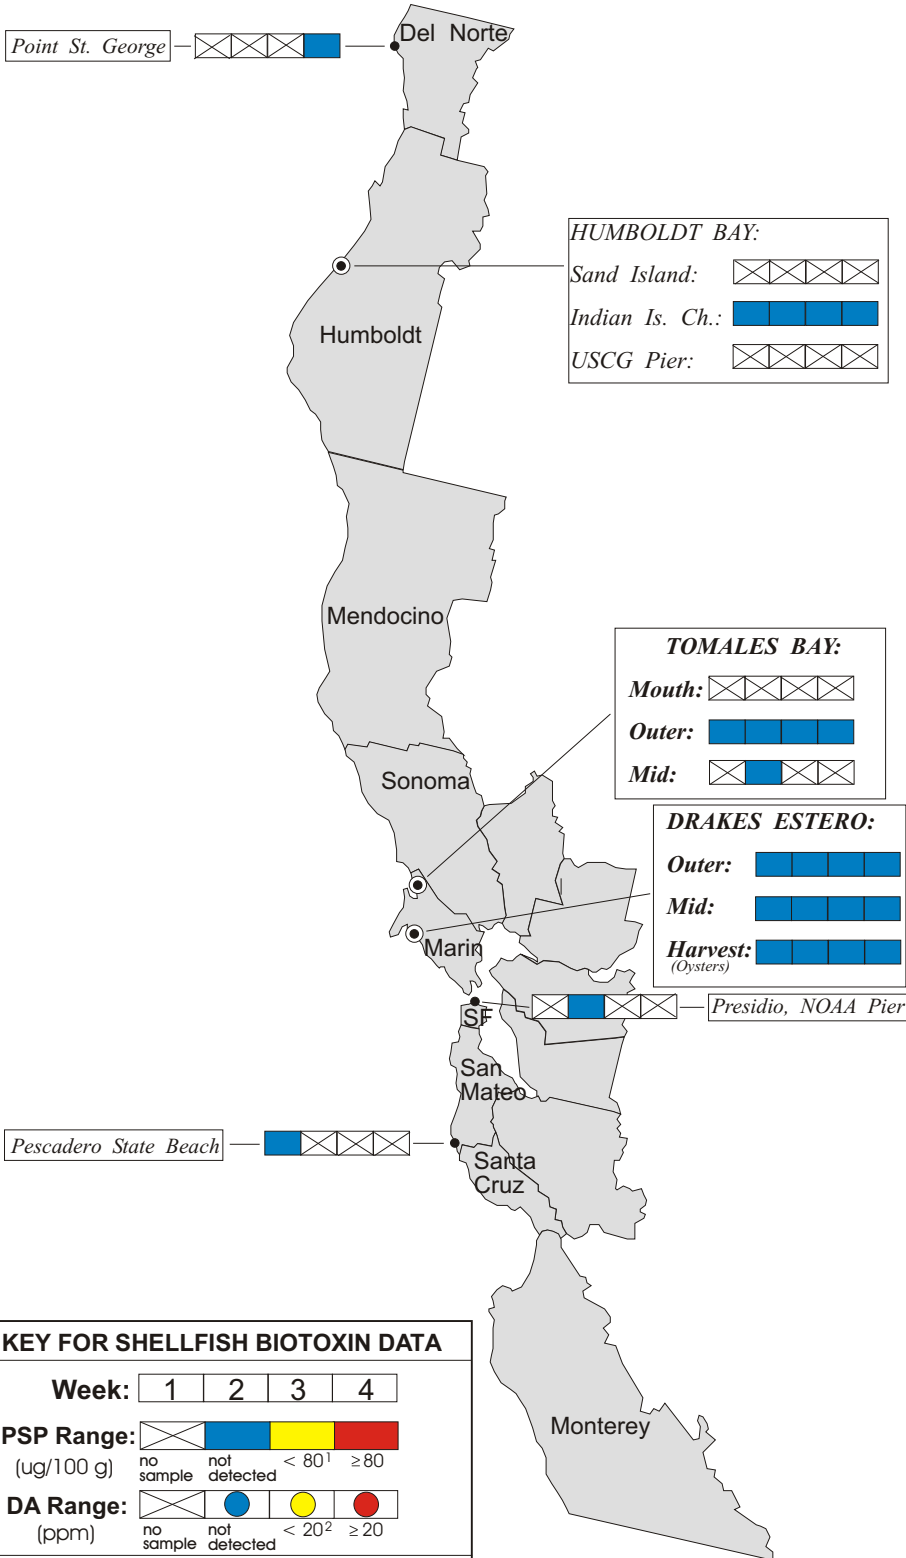 Del Norte
Point St. George
HUMBOLDT BAY:
Sand Island:
Indian Is. Ch.:
USCG Pier:
Humboldt
Mendocino
TOMALES BAY:
Mouth:
Outer:
Mid:
Sonoma
DRAKES ESTERO:
Outer:
Mid:
Harvest:
(Oysters)
Marin
Presidio, NOAA Pier
SF
San
Mateo
Pescadero State Beach
Santa
Cruz
KEY FOR SHELLFISH BIOTOXIN DATA
Week: 1 2 3 4
PSP Range:
(ug/100 g)
no sample
not detected
< 80¹
≥80
DA Range:
(ppm)
no sample
not detected
< 20²
≥ 20
Monterey